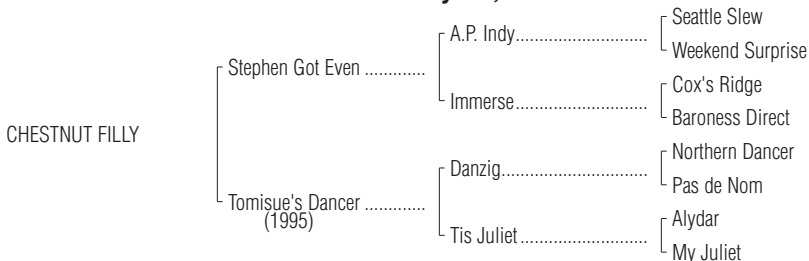 Seattle Slew
A.P. Indy
Weekend Surprise
Stephen Got Even
Cox's Ridge
Immerse
Baroness Direct
CHESTNUT FILLY
Northern Dancer
Danzig
Pas de Nom
Tomisue's Dancer
(1995)
Alydar
Tis Juliet
My Juliet